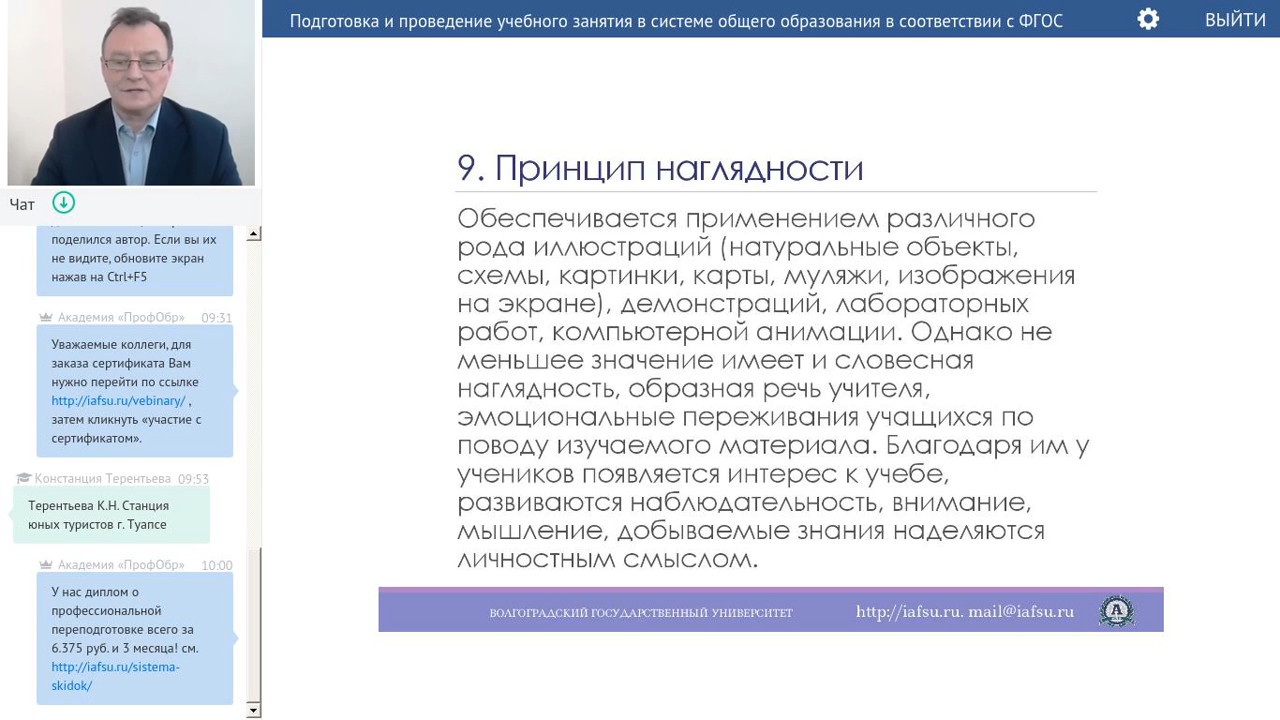 Подготовка и проведение учебного занятия в системе общего образования в соответствии с ФГОС
ВЫЙТИ
Чат
поделился автор. Если вы их
не видите, обновите экран
нажав на Ctrl+F5
Академия «ПрофОбр» 09:31
Уважаемые коллеги, для
заказа сертификата Вам
нужно перейти по ссылке
http://iafsu.ru/vebinary/ ,
затем кликнуть «участие с
сертификатом».
Констанция Терентьева 09:53
Терентьева К.Н. Станция
юных туристов г. Туапсе
Академия «ПрофОбр» 10:00
У нас диплом о
профессиональной
переподготовке всего за
6.375 руб. и 3 месяца! см.
http://iafsu.ru/sistema-
skidok/
9. Принцип наглядности
Обеспечивается применением различного
рода иллюстраций (натуральные объекты,
схемы, картинки, карты, муляжи, изображения
на экране), демонстраций, лабораторных
работ, компьютерной анимации. Однако не
меньшее значение имеет и словесная
наглядность, образная речь учителя,
эмоциональные переживания учащихся по
поводу изучаемого материала. Благодаря им у
учеников появляется интерес к учебе,
развиваются наблюдательность, внимание,
мышление, добываемые знания наделяются
личностным смыслом.
ВОЛГОГРАДСКИЙ ГОСУДАРСТВЕННЫЙ УНИВЕРСИТЕТ http://iafsu.ru. mail@iafsu.ru